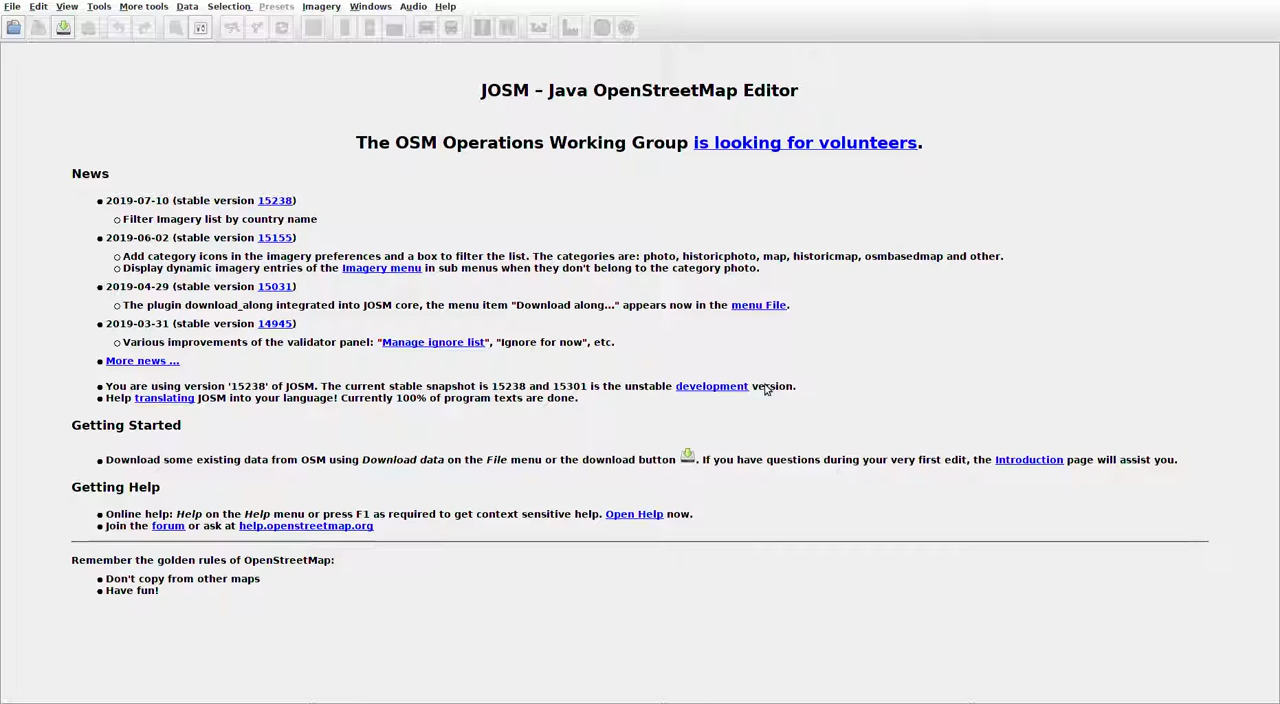 File Edit View Tools More tools Data Selection Presets Imagery Windows Audio Help
JOSM – Java OpenStreetMap Editor
The OSM Operations Working Group is looking for volunteers.
News
2019-07-10 (stable version 15238)
Filter Imagery list by country name
2019-06-02 (stable version 15155)
Add category icons in the imagery preferences and a box to filter the list. The categories are: photo, historicphoto, map, historicmap, osmbasedmap and other.
Display dynamic imagery entries of the Imagery menu in sub menus when they don't belong to the category photo.
2019-04-29 (stable version 15031)
The plugin download_along integrated into JOSM core, the menu item "Download along..." appears now in the menu File.
2019-03-31 (stable version 14945)
Various improvements of the validator panel: "Manage ignore list", "Ignore for now", etc.
More news ...
You are using version '15238' of JOSM. The current stable snapshot is 15238 and 15301 is the unstable development version.
Help translating JOSM into your language! Currently 100% of program texts are done.
Getting Started
Download some existing data from OSM using Download data on the File menu or the download button . If you have questions during your very first edit, the Introduction page will assist you.
Getting Help
Online help: Help on the Help menu or press F1 as required to get context sensitive help. Open Help now.
Join the forum or ask at help.openstreetmap.org
Remember the golden rules of OpenStreetMap:
Don't copy from other maps
Have fun!